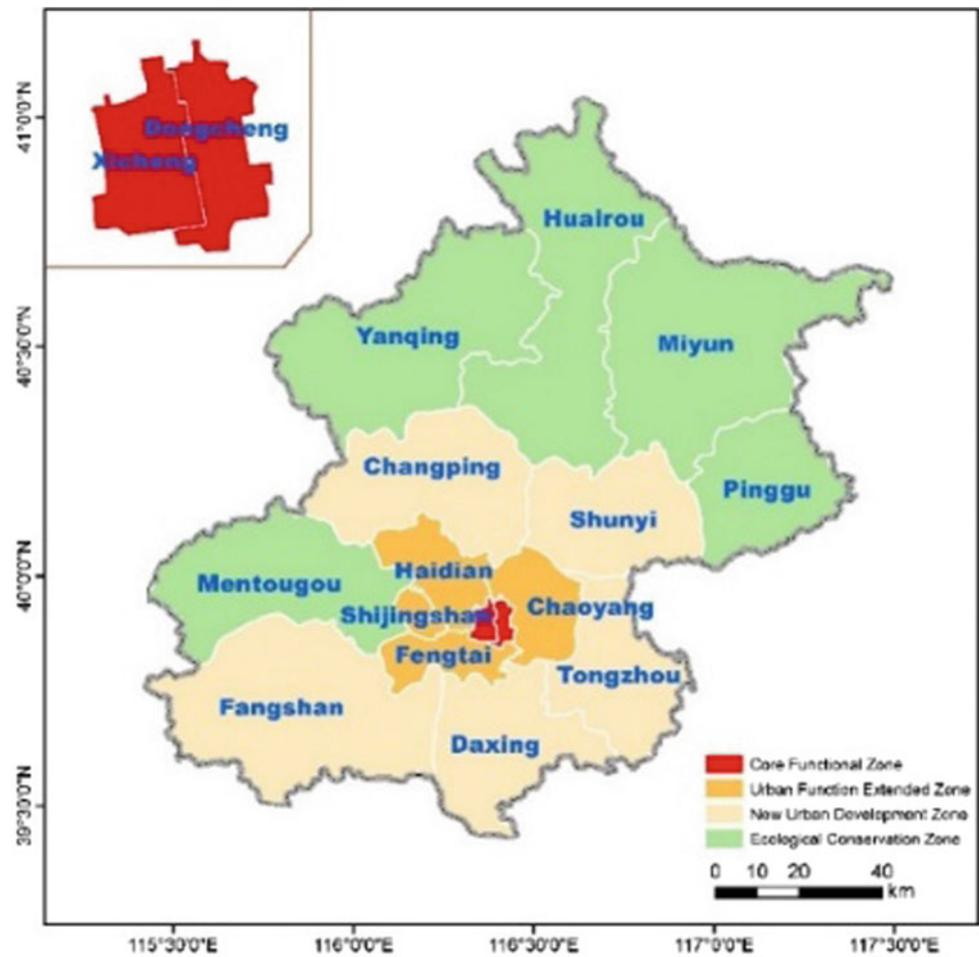 Dongcheng
Xicheng
Huairou
Yanqing
Miyun
Changping
Pinggu
Shunyi
Haidian
Mentougou
Chaoyang
Shijingshan
Fengtai
Tongzhou
Fangshan
Daxing
Core Functional Zone
Urban Function Extended Zone
New Urban Development Zone
Ecological Conservation Zone
0 10 20 40
km
41°0'0"N
40°30'0"N
40°0'0"N
39°30'0"N
115°30'0"E 116°0'0"E 116°30'0"E 117°0'0"E 117°30'0"E